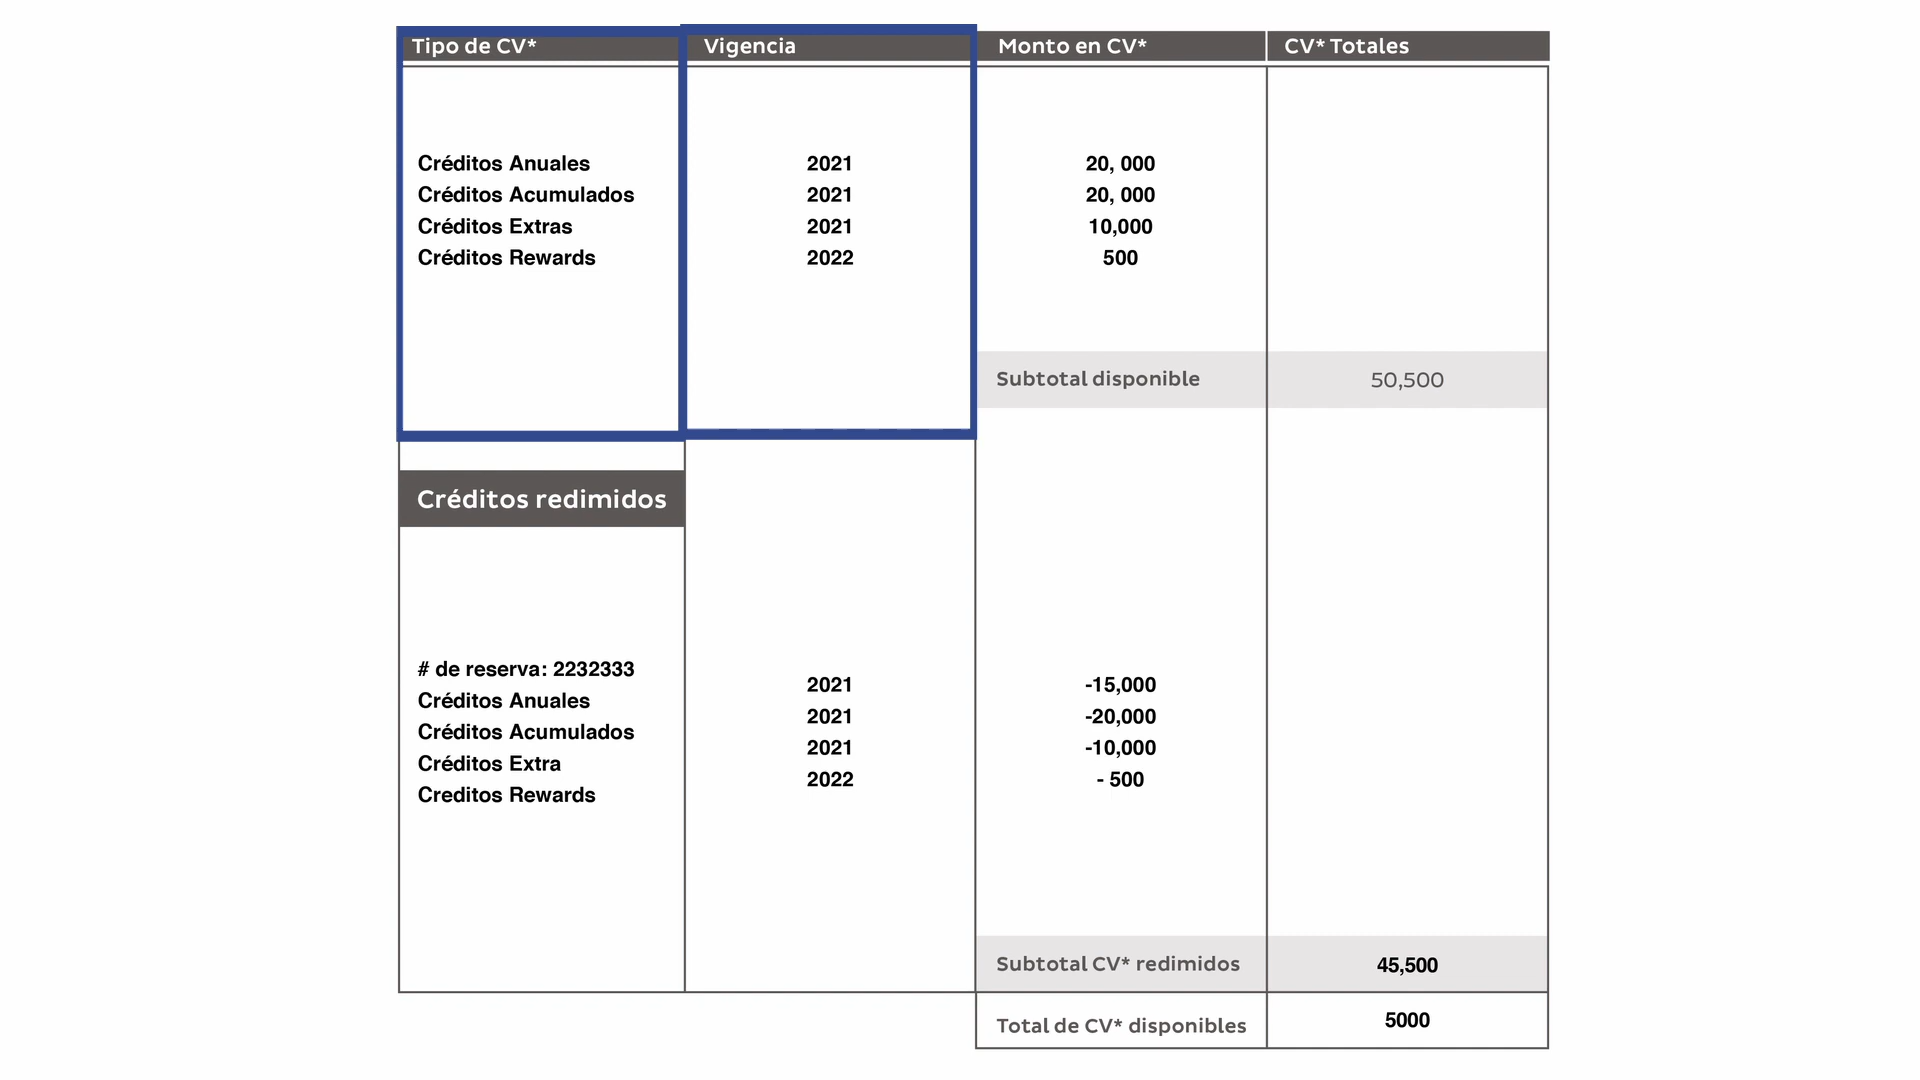 Tipo de CV* Vigencia Monto en CV* CV* Totales
Créditos Anuales 2021 20, 000
Créditos Acumulados 2021 20, 000
Créditos Extras 2021 10,000
Créditos Rewards 2022 500
Subtotal disponible 50,500
Créditos redimidos
# de reserva: 2232333
2021 -15,000
Créditos Anuales
2021 -20,000
Créditos Acumulados
2021 -10,000
Créditos Extra
2022 - 500
Creditos Rewards
Subtotal CV* redimidos 45,500
Total de CV* disponibles 5000